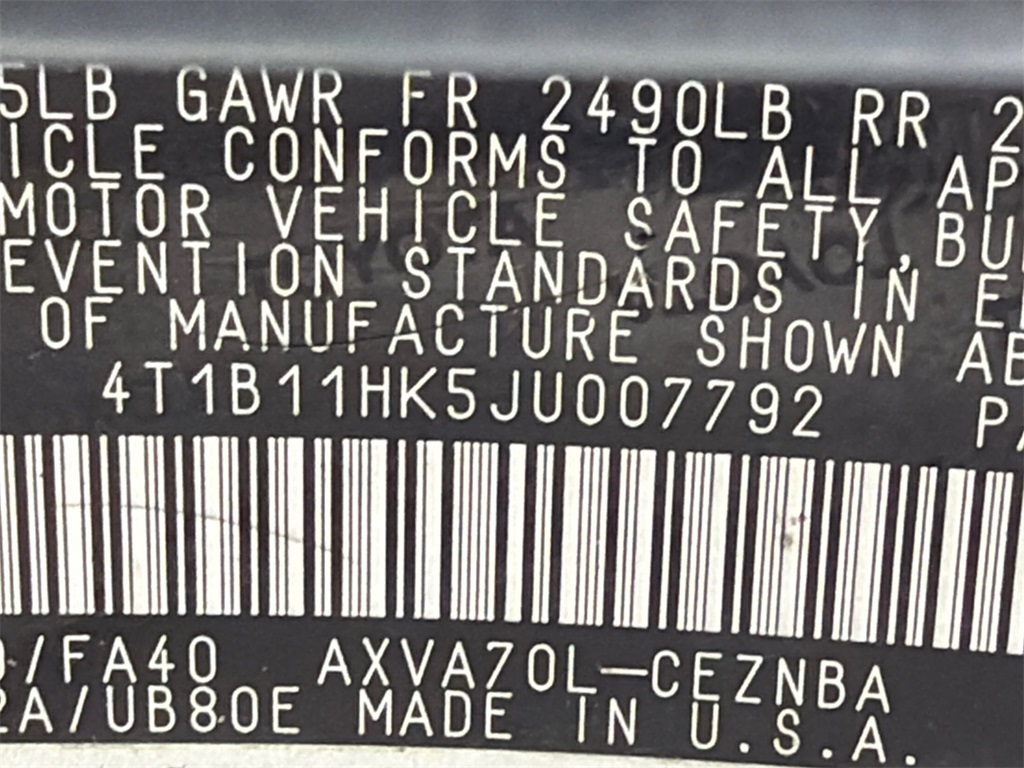 5LB GAWR FR 2490LB RR 2
ICLE CONFORMS TO ALL AP
MOTOR VEHICLE SAFETY, BU
EVENTION STANDARDS IN E
OF MANUFACTURE SHOWN AB
4T1B11HK5JU007792 P
/FA40 AXVA70L-CEZNBA
2A/UB80E MADE IN U.S.A.